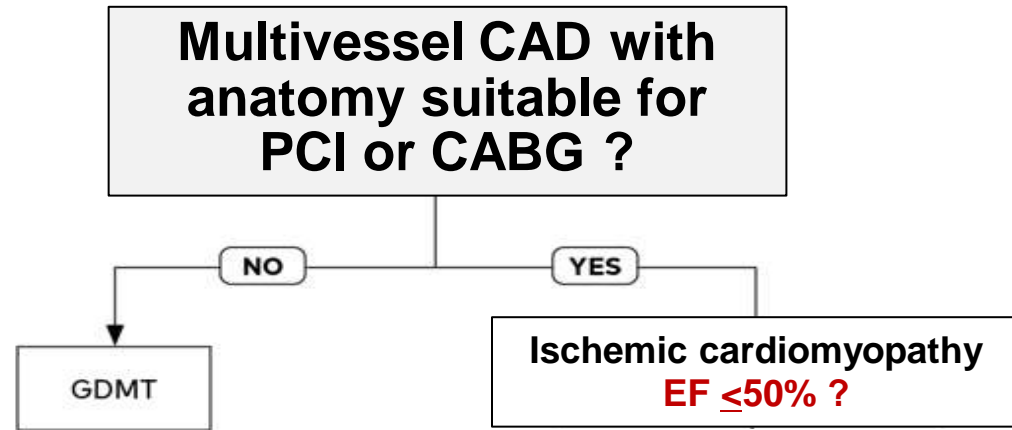 Multivessel CAD with
anatomy suitable for
PCI or CABG ?
NO
YES
GDMT
Ischemic cardiomyopathy
EF <50% ?